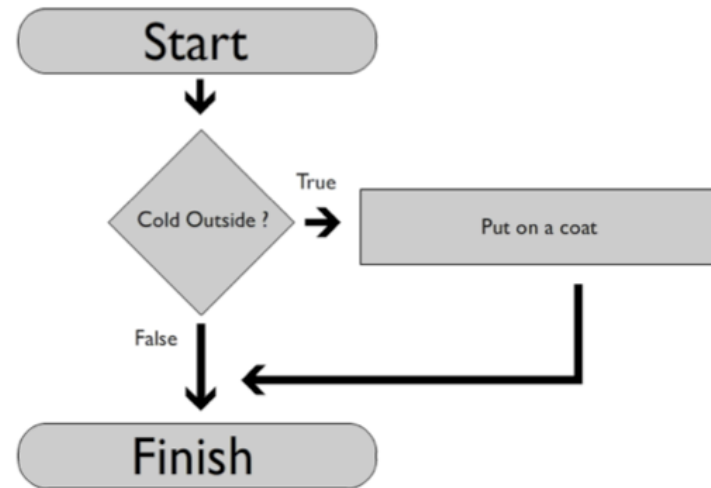 Start
True
Cold Outside ?
Put on a coat
False
Finish